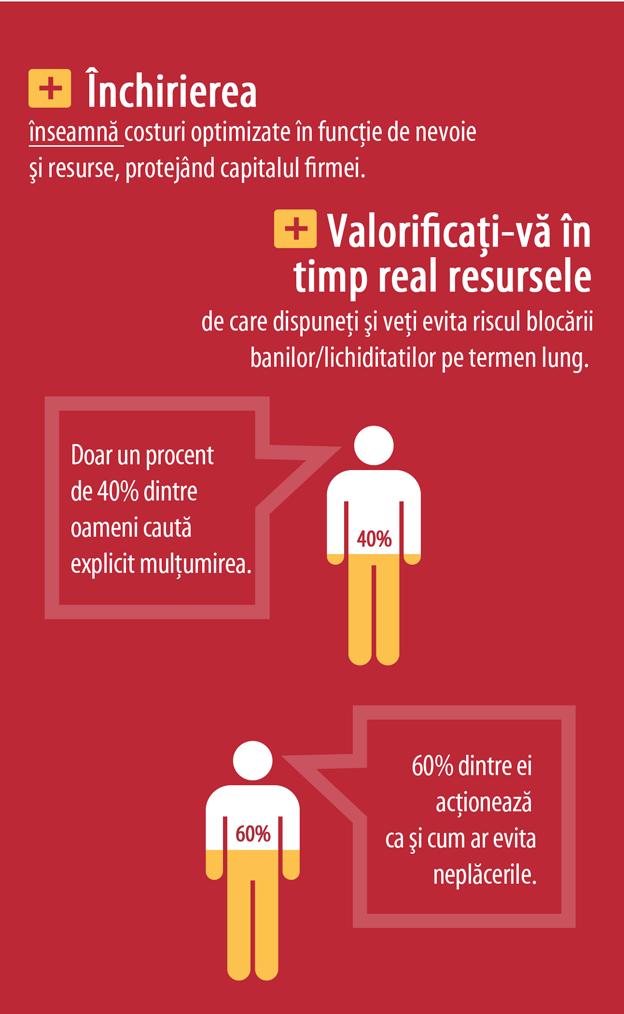 + Închirierea
înseamnă costuri optimizate în funcție de nevoie
şi resurse, protejând capitalul firmei.
+ Valorificați-vă în
timp real resursele
de care dispuneți şi veți evita riscul blocării
banilor/lichiditatilor pe termen lung.
Doar un procent
de 40% dintre
oameni caută
explicit mulțumirea.
40%
60%
60% dintre ei
acționează
ca şi cum ar evita
neplăcerile.